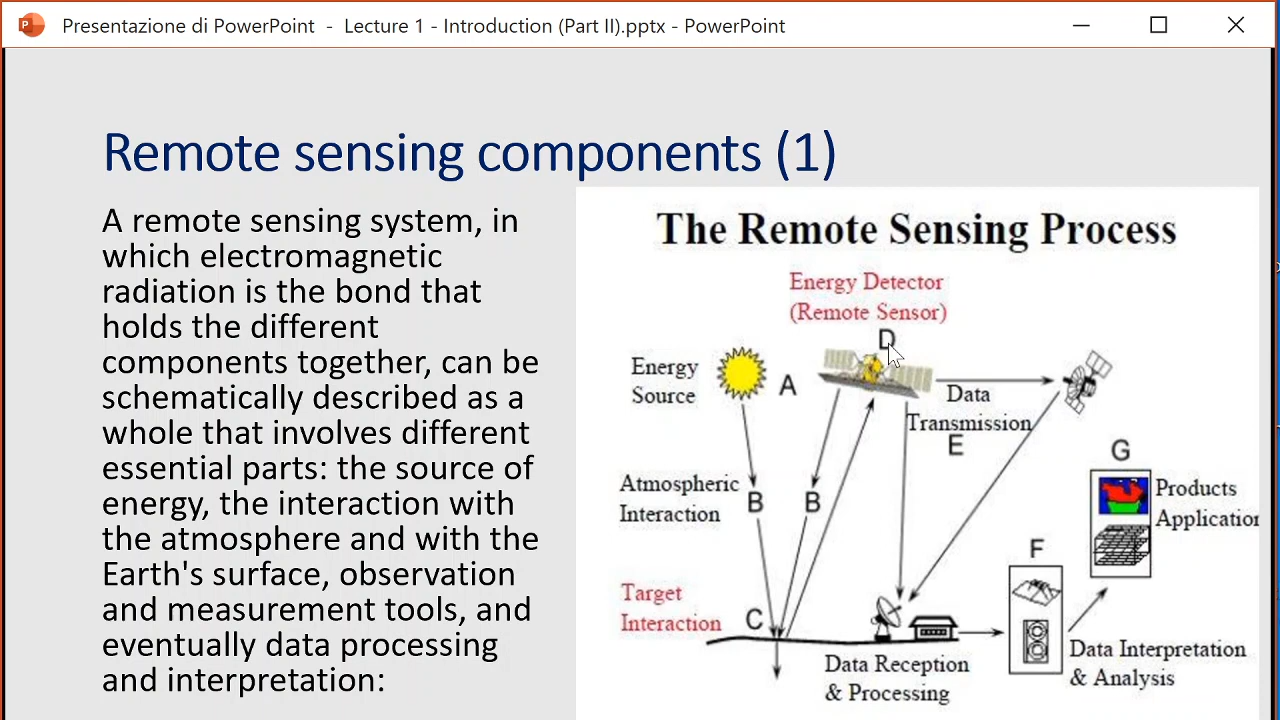 Presentazione di PowerPoint - Lecture 1 - Introduction (Part II).pptx - PowerPoint
Remote sensing components (1)
A remote sensing system, in
which electromagnetic
radiation is the bond that
holds the different
components together, can be
schematically described as a
whole that involves different
essential parts: the source of
energy, the interaction with
the atmosphere and with the
Earth's surface, observation
and measurement tools, and
eventually data processing
and interpretation:
The Remote Sensing Process
Energy Detector
(Remote Sensor)
D
Energy
Source
A
Data
Transmission
E
Atmospheric
Interaction
B
B
G
Products
Application
F
Target
Interaction
C
Data Reception
& Processing
Data Interpretation
& Analysis